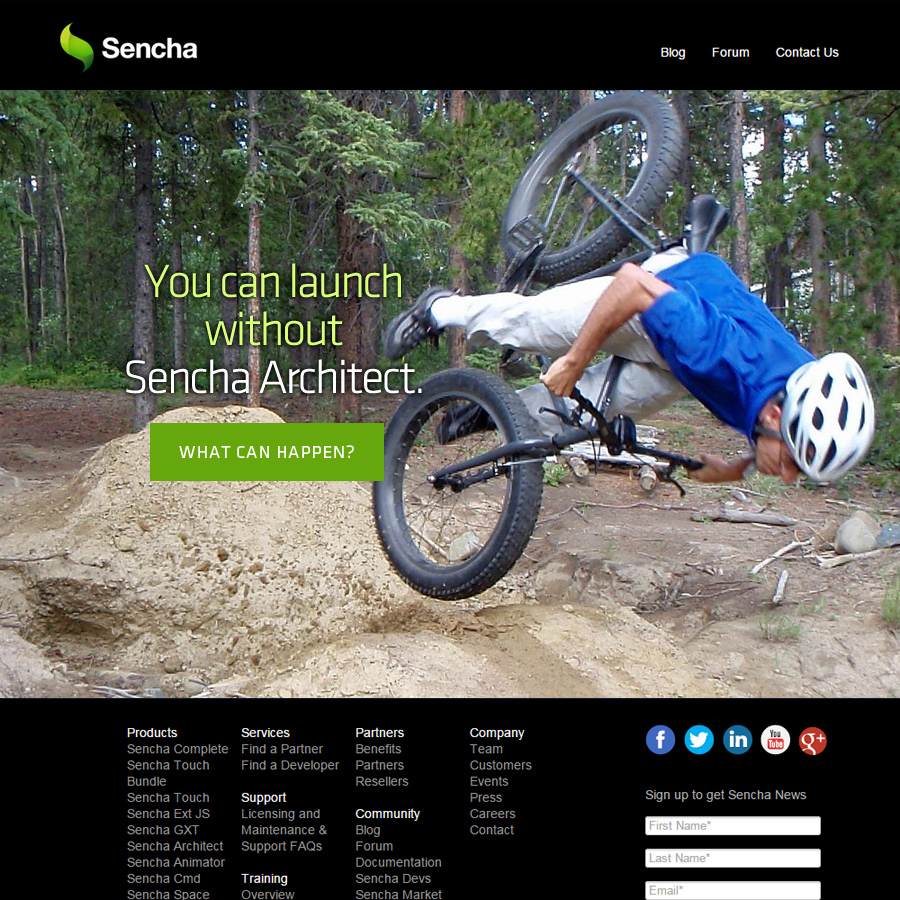 Sencha
Blog Forum Contact Us
You can launch
without
Sencha Architect.
WHAT CAN HAPPEN?
Products
Sencha Complete
Sencha Touch
Bundle
Sencha Touch
Sencha Ext JS
Sencha GXT
Sencha Architect
Sencha Animator
Sencha Cmd
Sencha Space
Services
Find a Partner
Find a Developer
Support
Licensing and
Maintenance &
Support FAQs
Training
Overview
Partners
Benefits
Partners
Resellers
Community
Blog
Forum
Documentation
Sencha Devs
Sencha Market
Company
Team
Customers
Events
Press
Careers
Contact
f
in
You
Tube
g+
Sign up to get Sencha News
First Name*
Last Name*
Email*